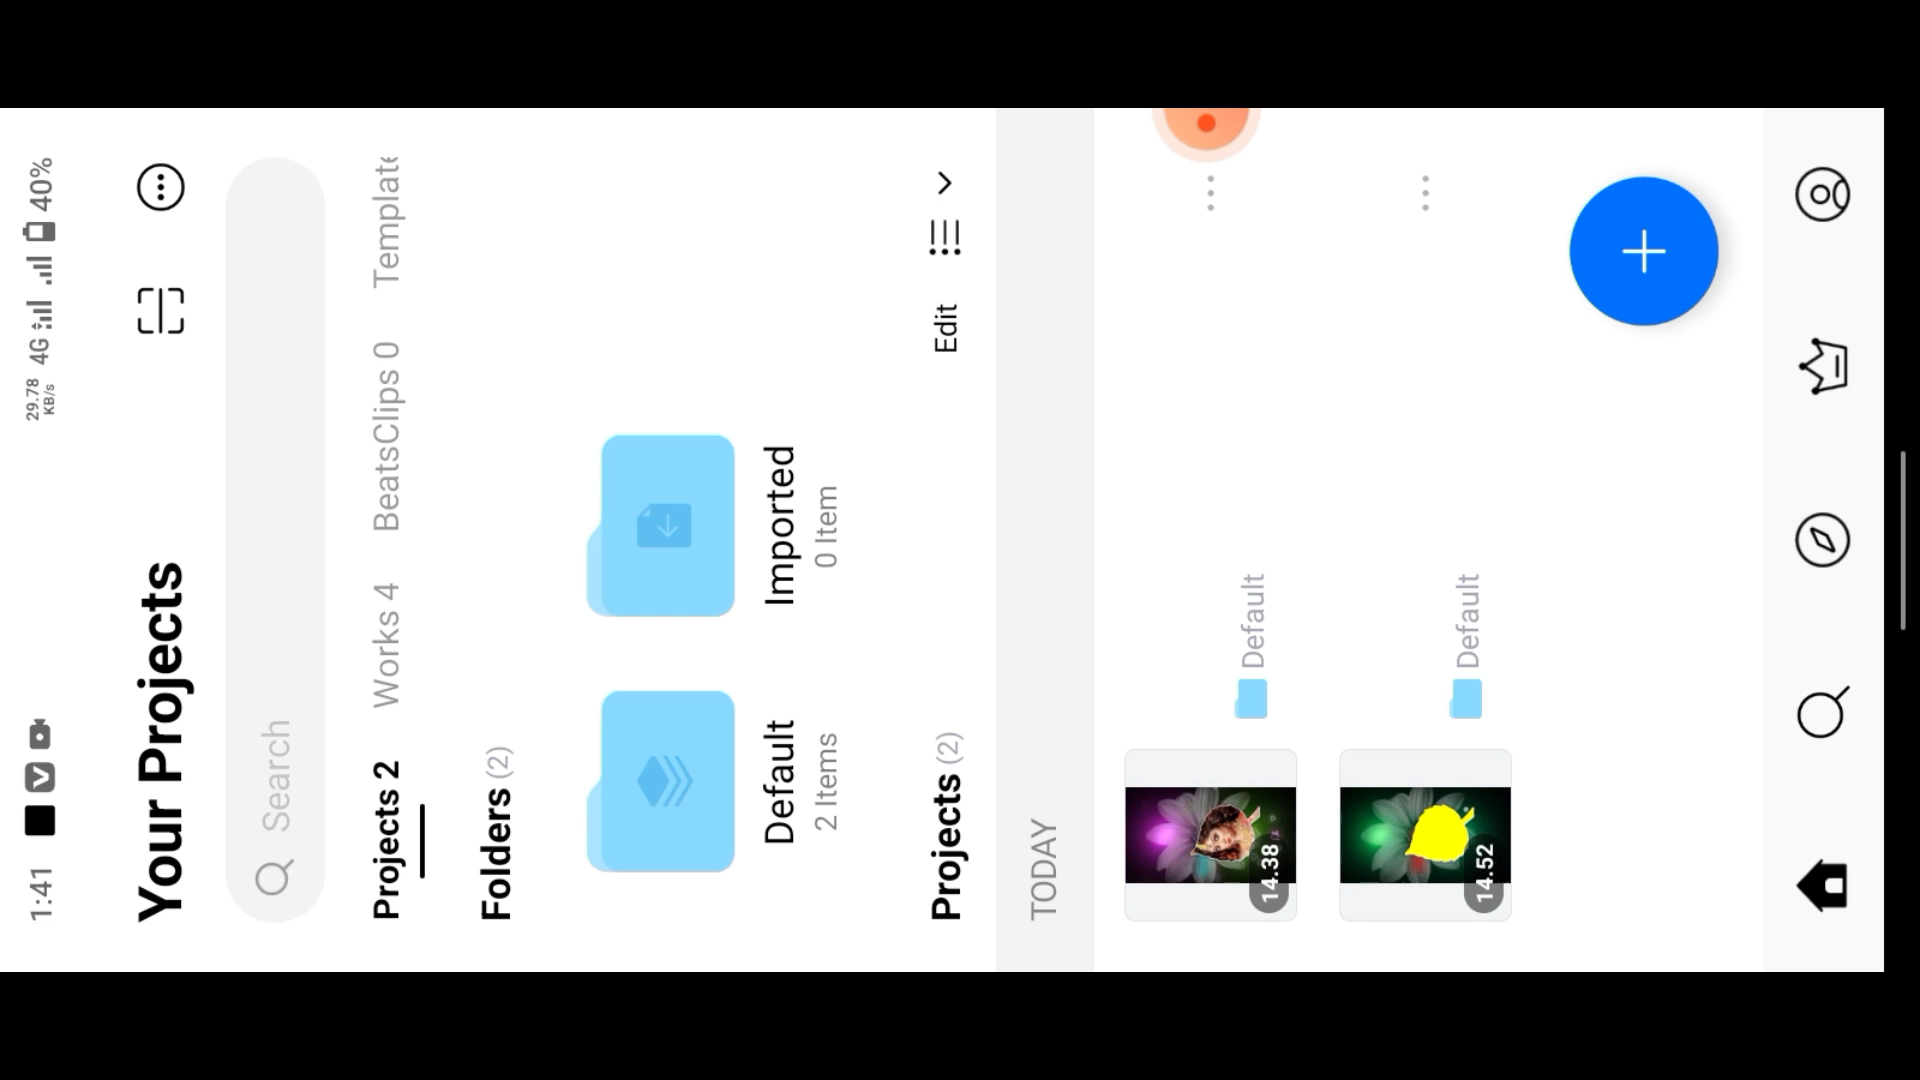 1:41
29.78 KB/s 4G 40%
Your Projects
Search
Projects 2 Works 4 BeatsClips 0 Template
Folders (2)
Default Imported
2 Items 0 Item
Projects (2) Edit
TODAY
14.38
Default
14.52
Default